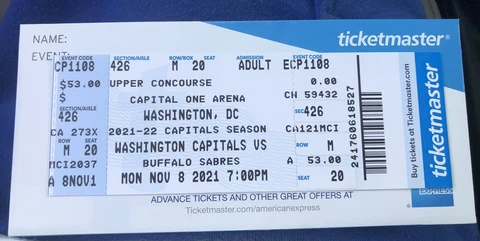 NAME:
EVENT:
ticketmaster®
EVENT CODE SECTION/AISLE ROW/BOX SEAT ADMISSION EVENT CODE
CP1108 426 M 20 ADULT ECP1108
$53.00 UPPER CONCOURSE 0.00
$ CAPITAL ONE ARENA CH 59432
SECTION/AISLE
426 WASHINGTON, DC SEC 426
CA 273X 2021-22 CAPITALS SEASON CA121MCI
M 20 WASHINGTON CAPITALS VS M
MCI2037 BUFFALO SABRES A 53.00
A 8NOV1 MON NOV 8 2021 7:00PM SEAT 20
241760618527
ticketmaster
Buy tickets at Ticketmaster.com
EXPRESS
ADVANCE TICKETS AND OTHER GREAT OFFERS AT
Ticketmaster.com/americanexpress